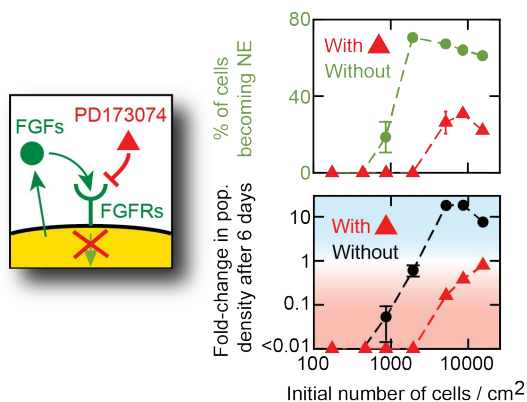 PD173074
FGFs
FGFRs
% of cells
becoming NE
80
40
0
With
Without
Fold-change in pop.
density after 6 days
10
1
0.1
<0.01
With
Without
100
1000
10000
Initial number of cells / cm2